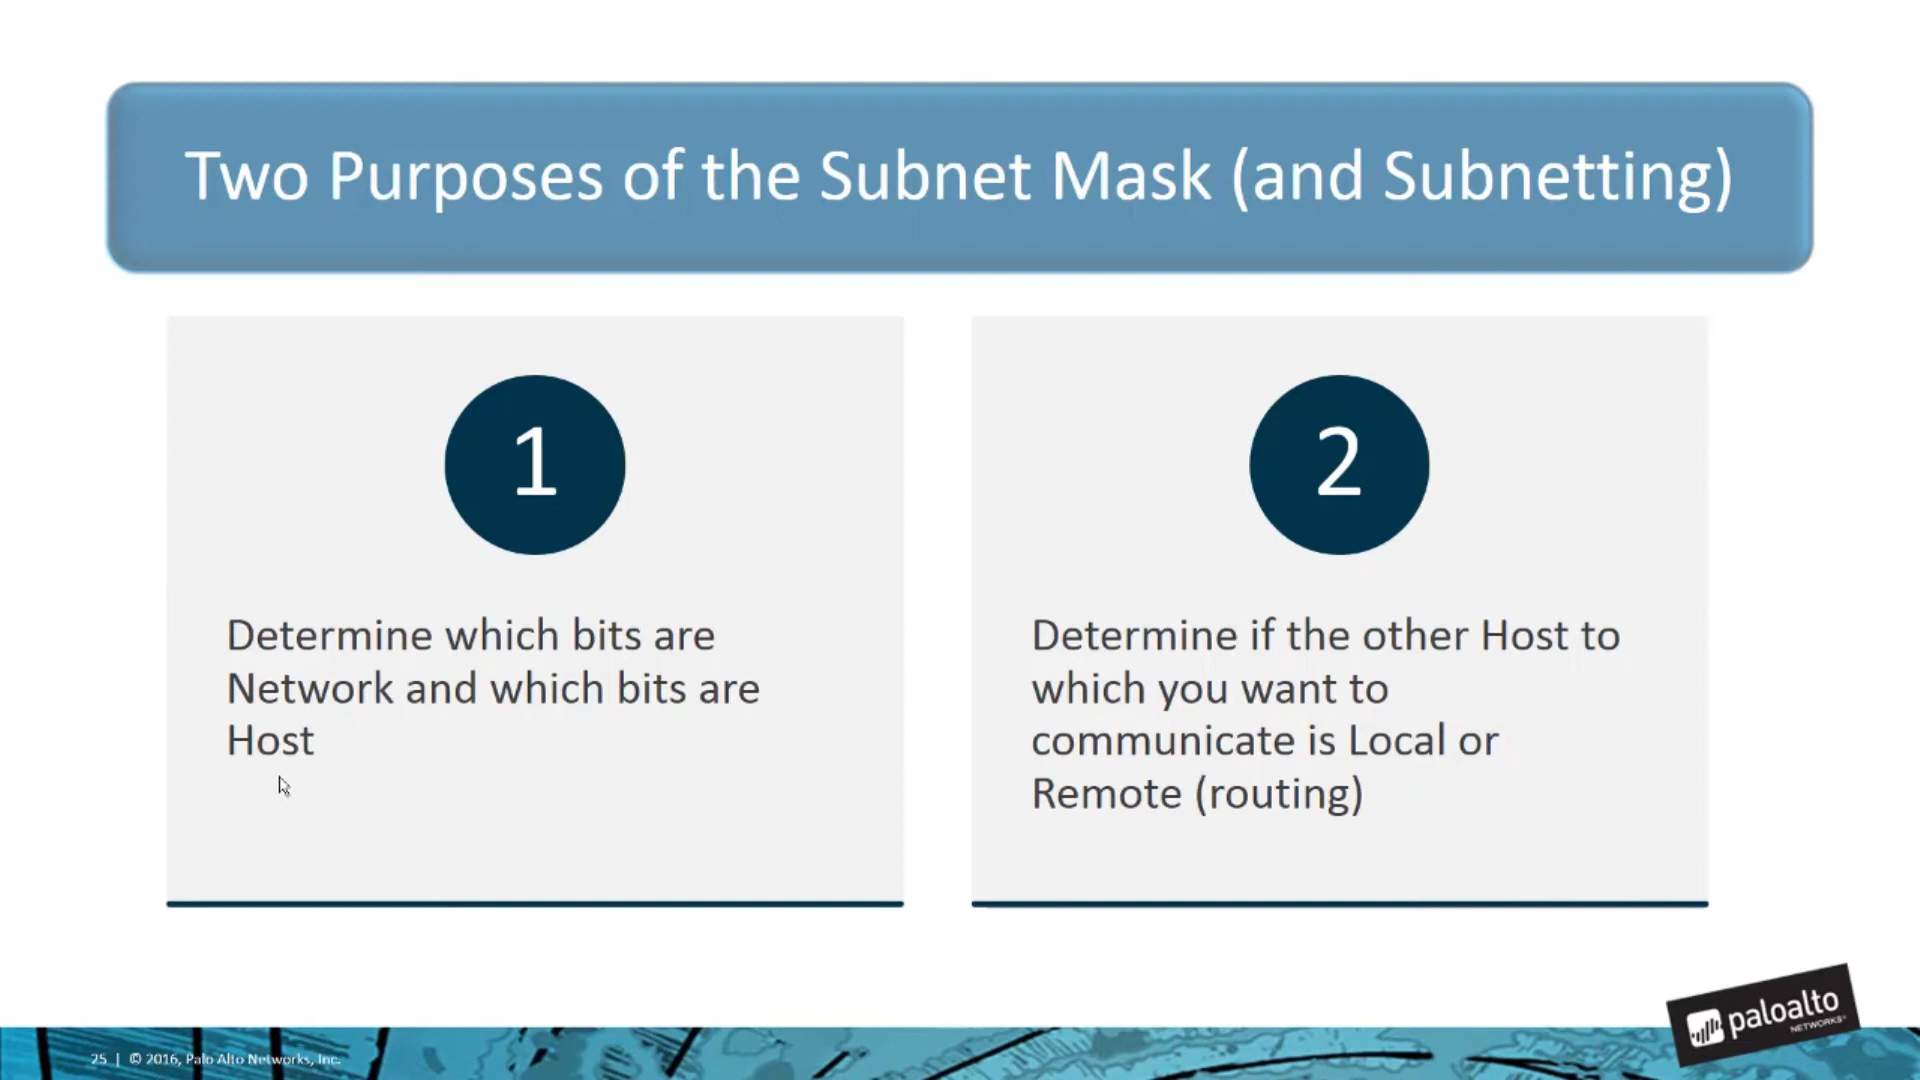 Two Purposes of the Subnet Mask (and Subnetting)
1
Determine which bits are
Network and which bits are
Host
2
Determine if the other Host to
which you want to
communicate is Local or
Remote (routing)
25 | © 2016, Palo Alto Networks, Inc.
paloalto
NETWORKS